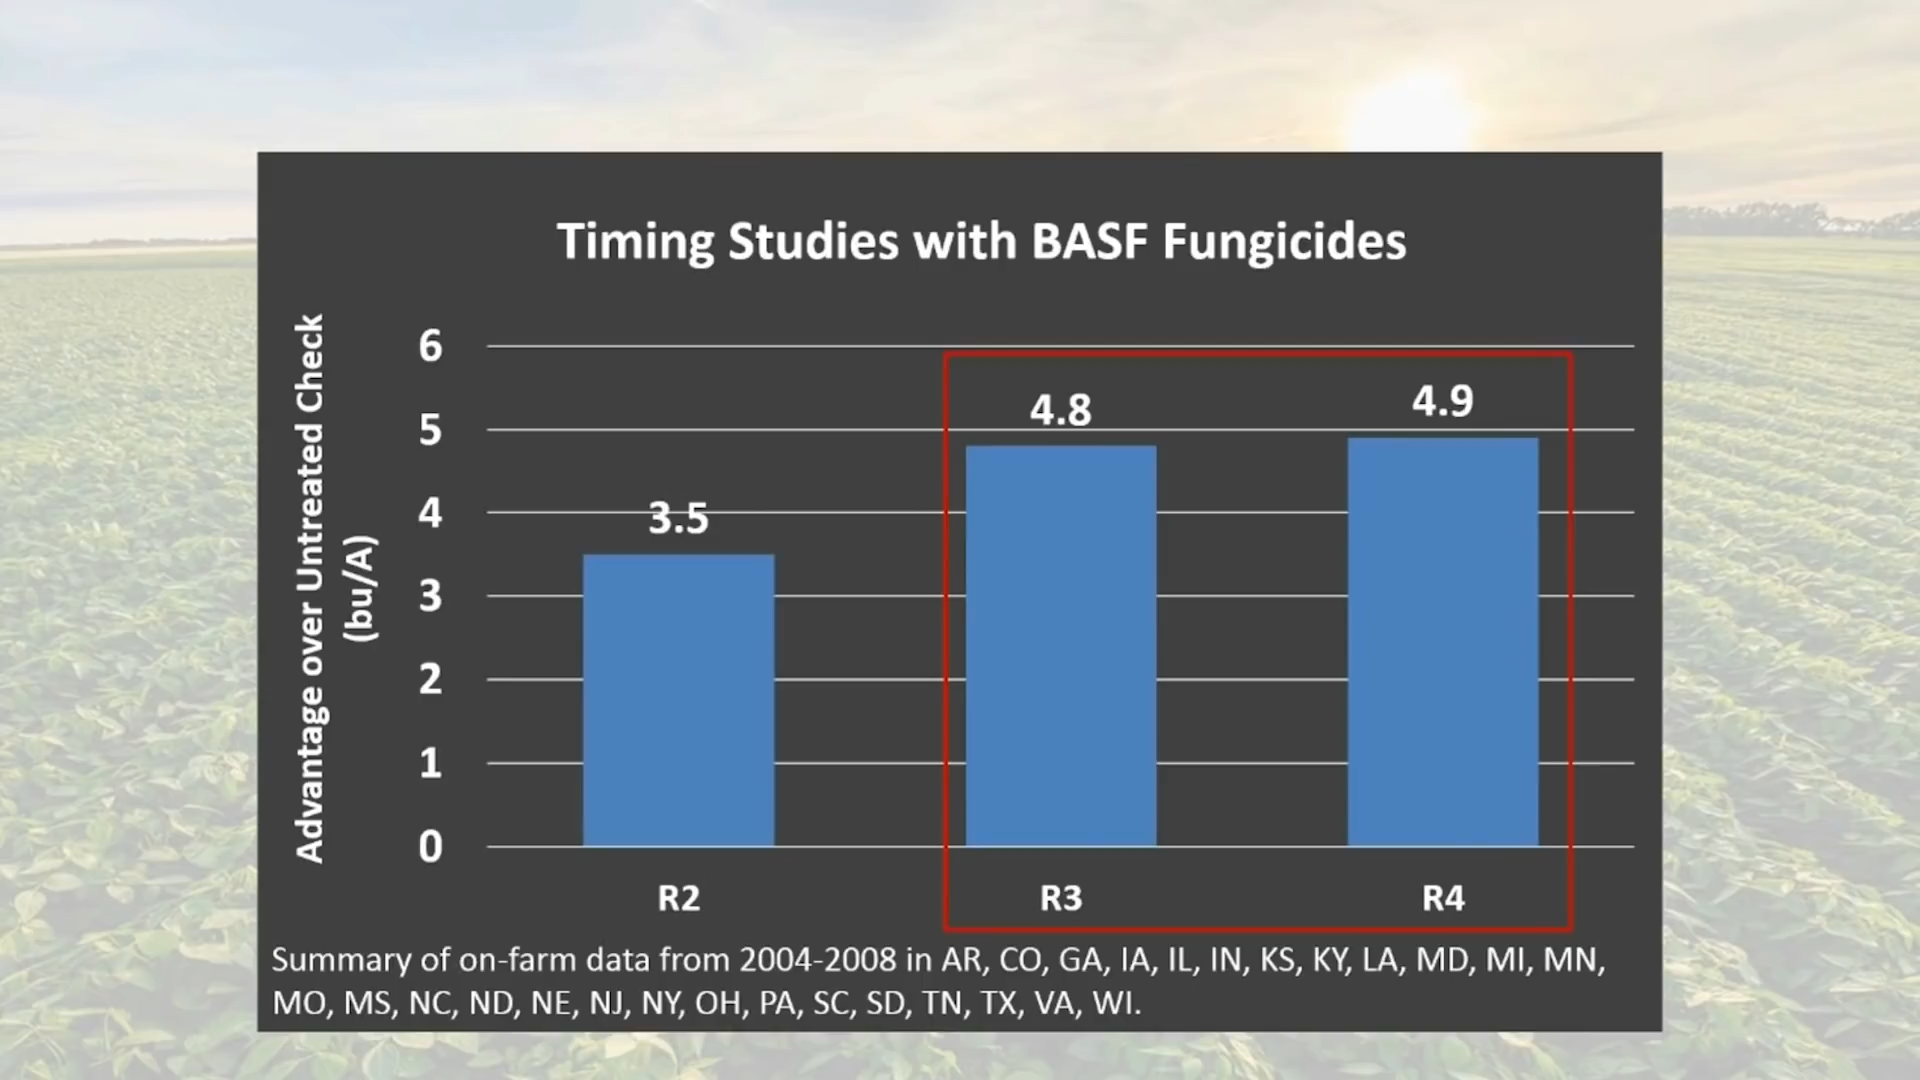 Timing Studies with BASF Fungicides
Advantage over Untreated Check
(bu/A)
6
5
4
3
2
1
0
3.5
4.8
4.9
R2
R3
R4
Summary of on-farm data from 2004-2008 in AR, CO, GA, IA, IL, IN, KS, KY, LA, MD, MI, MN,
MO, MS, NC, ND, NE, NJ, NY, OH, PA, SC, SD, TN, TX, VA, WI.